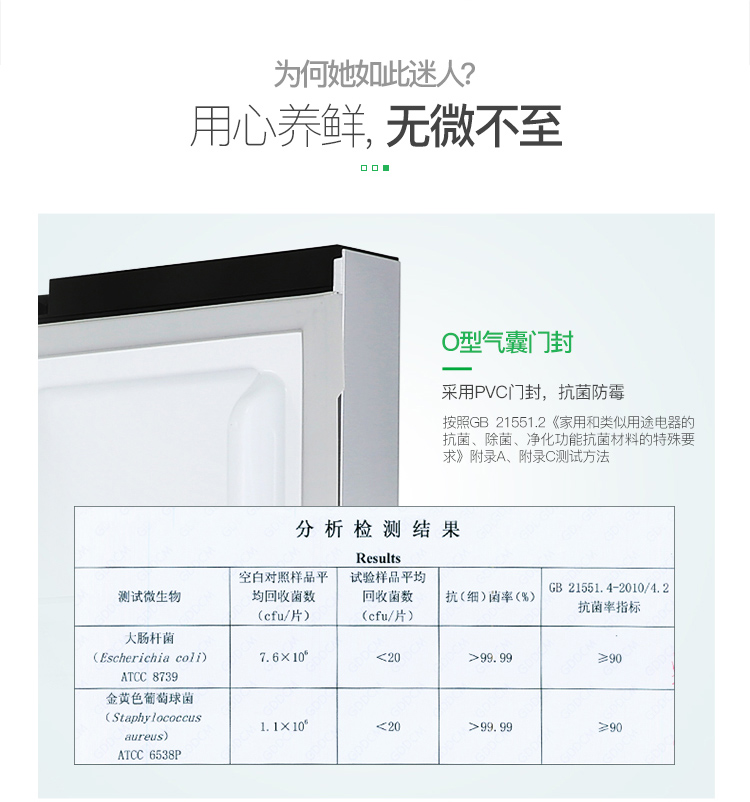 为何她如此迷人?
用心养鲜, 无微不至
O型气囊门封
采用PVC门封，抗菌防霉
按照GB 21551.2《家用和类似用途电器的
抗菌、除菌、净化功能抗菌材料的特殊要
求》附录A、附录C测试方法
分析检测结果
Results
测试微生物
空白对照样品平
均回收菌数
（cfu/片）
试验样品平均
回收菌数
（cfu/片）
抗(细)菌率(%)
GB 21551.4-2010/4.2
抗菌率指标
大肠杆菌
（Escherichia coli）
ATCC 8739
7.6×10⁶
<20
>99.99
≥90
金黄色葡萄球菌
（Staphylococcus
aureus）
ATCC 6538P
1.1×10⁶
<20
>99.99
≥90